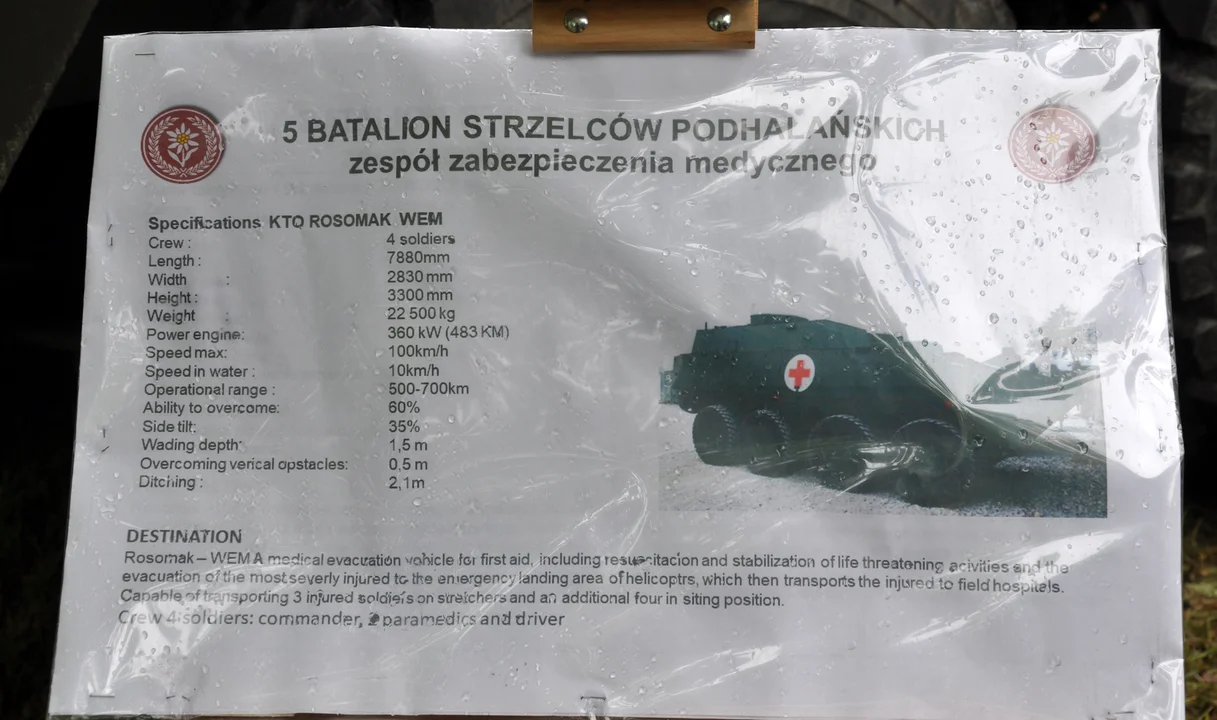 5 BATALION STRZELCÓW PODHALAŃSKICH
zespół zabezpieczenia medycznego
Specifications KTO ROSOMAK WEM
Crew : 4 soldiers
Length : 7880mm
Width : 2830 mm
Height : 3300 mm
Weight : 22 500 kg
Power engine: 360 kW (483 KM)
Speed max: 100km/h
Speed in water : 10km/h
Operational range : 500-700km
Ability to overcome: 60%
Side tilt: 35%
Wading depth: 1,5 m
Overcoming verical opstacles: 0,5 m
Ditching : 2,1m
DESTINATION
Rosomak – WEM A medical evacuation vehicle for first aid, including resuscitacion and stabilization of life threatening acivities and the
evacuation of the most severly injured to the emergency landing area of helicoptrs, which then transports the injured to field hospitals.
Capable of transporting 3 injured soldiers on streichers and an additional four in siting position.
Crew 4 soldiers: commander, 2 paramedics and driver